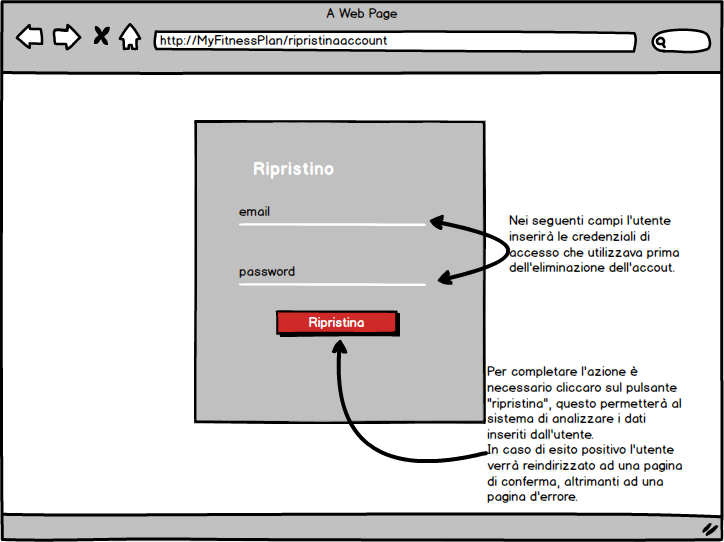 A Web Page
http://MyFitnessPlan/ripristinaaccount
Ripristino
email
password
Ripristina
Nei seguenti campi l'utente
inserirà le credenziali di
accesso che utilizzava prima
dell'eliminazione dell'accout.
Per completare l'azione è
necessario cliccaro sul pulsante
"ripristina", questo permetterà al
sistema di analizzare i dati
inseriti dall'utente.
In caso di esito positivo l'utente
verrà reindirizzato ad una pagina
di conferma, altrimanti ad una
pagina d'errore.